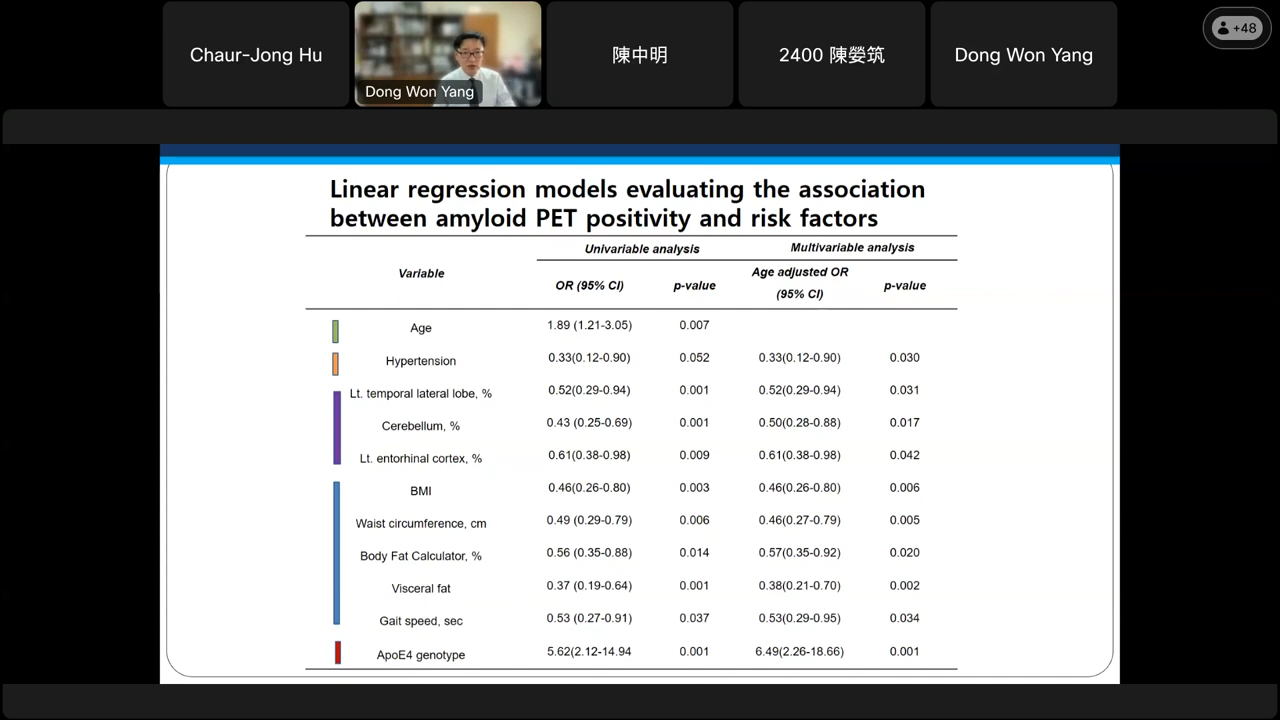 Chaur-Jong Hu
Dong Won Yang
陳中明
2400 陳嫈筑
Dong Won Yang
+48
Linear regression models evaluating the association
between amyloid PET positivity and risk factors
Variable Univariable analysis Multivariable analysis
OR (95% CI) p-value Age adjusted OR (95% CI) p-value
Age 1.89 (1.21-3.05) 0.007
Hypertension 0.33(0.12-0.90) 0.052 0.33(0.12-0.90) 0.030
Lt. temporal lateral lobe, % 0.52(0.29-0.94) 0.001 0.52(0.29-0.94) 0.031
Cerebellum, % 0.43 (0.25-0.69) 0.001 0.50(0.28-0.88) 0.017
Lt. entorhinal cortex, % 0.61(0.38-0.98) 0.009 0.61(0.38-0.98) 0.042
BMI 0.46(0.26-0.80) 0.003 0.46(0.26-0.80) 0.006
Waist circumference, cm 0.49 (0.29-0.79) 0.006 0.46(0.27-0.79) 0.005
Body Fat Calculator, % 0.56 (0.35-0.88) 0.014 0.57(0.35-0.92) 0.020
Visceral fat 0.37 (0.19-0.64) 0.001 0.38(0.21-0.70) 0.002
Gait speed, sec 0.53 (0.27-0.91) 0.037 0.53(0.29-0.95) 0.034
ApoE4 genotype 5.62(2.12-14.94 0.001 6.49(2.26-18.66) 0.001